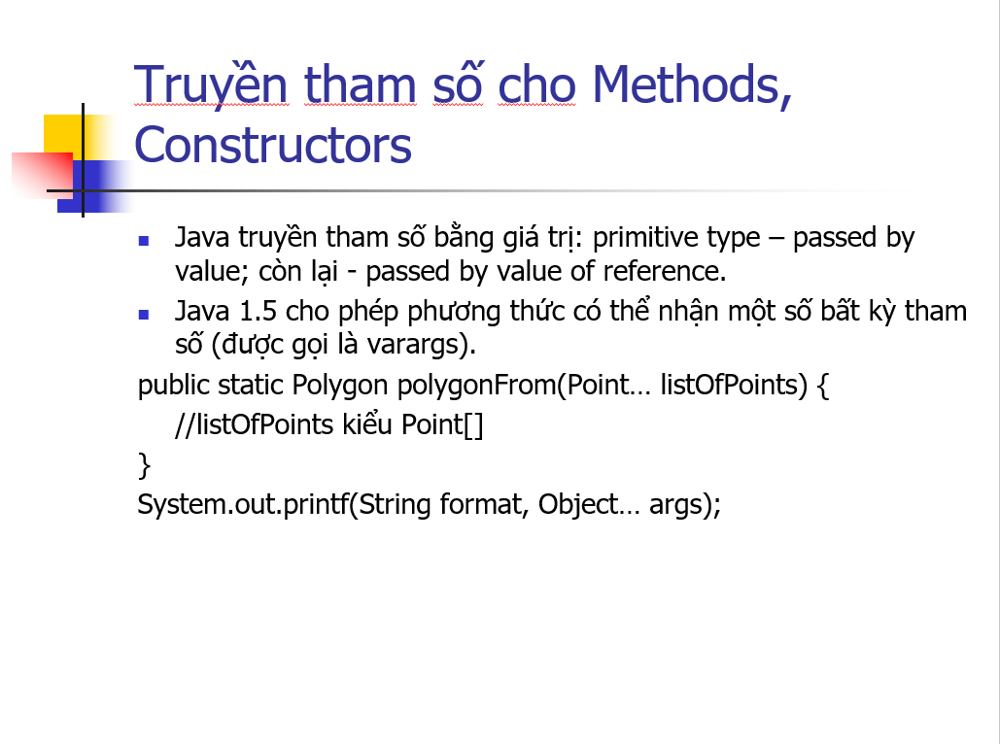 Truyền tham số cho Methods,
Constructors
Java truyền tham số bằng giá trị: primitive type – passed by
value; còn lại - passed by value of reference.
Java 1.5 cho phép phương thức có thể nhận một số bất kỳ tham
số (được gọi là varargs).
public static Polygon polygonFrom(Point… listOfPoints) {
//listOfPoints kiểu Point[]
}
System.out.printf(String format, Object… args);